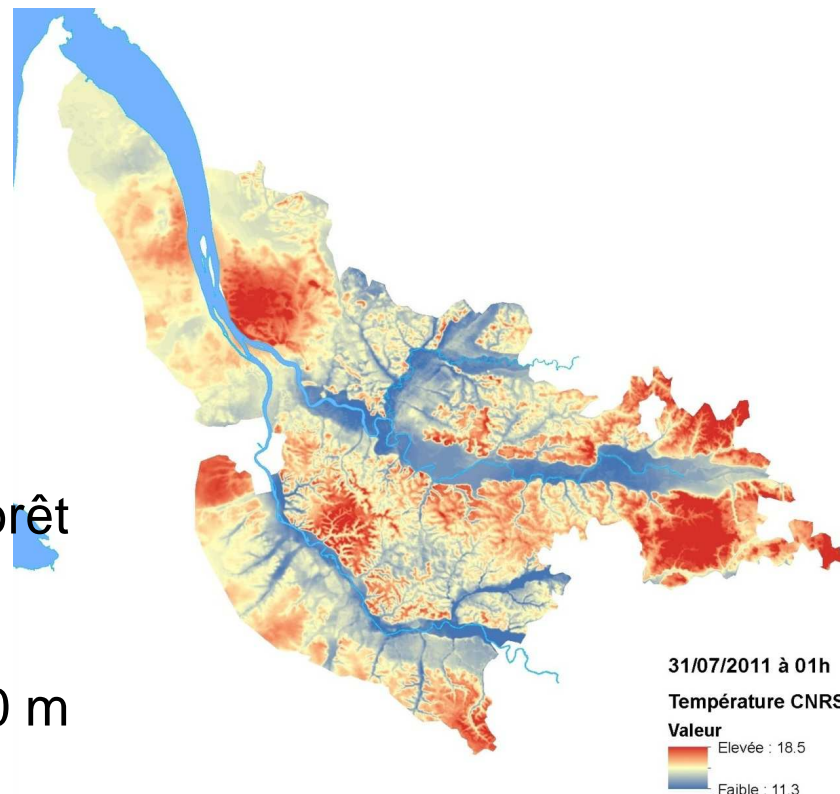 orêt
0 m
31/07/2011 à 01h
Température CNRS
Valeur
Elevée : 18.5
Faible : 11.3